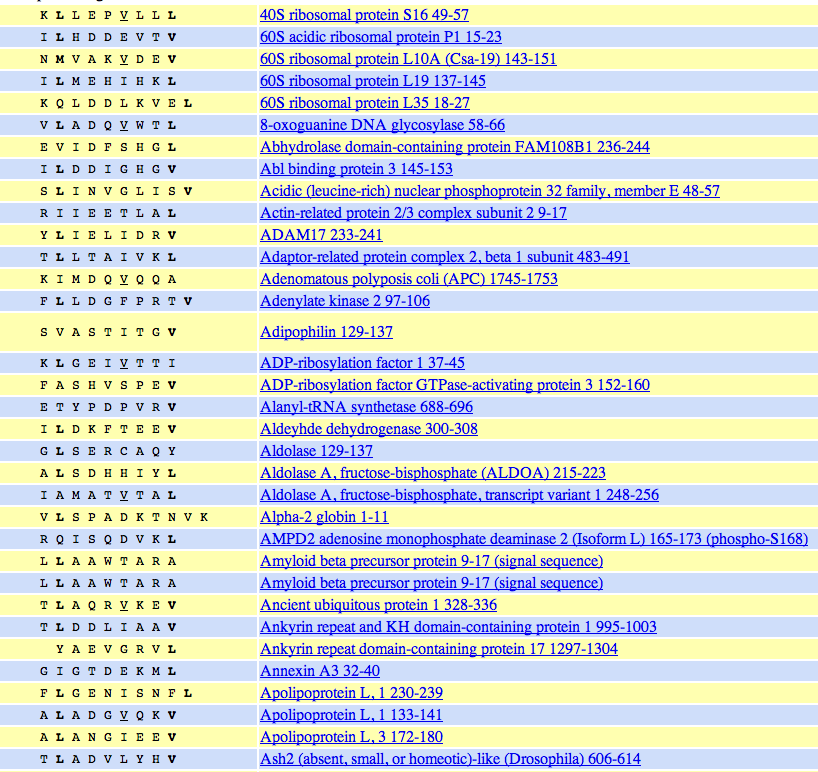 K L L E P V L L L 40S ribosomal protein S16 49-57
I L H D D E V T V 60S acidic ribosomal protein P1 15-23
N M V A K V D E V 60S ribosomal protein L10A (Csa-19) 143-151
I L M E H I H K L 60S ribosomal protein L19 137-145
K Q L D D L K V E L 60S ribosomal protein L35 18-27
V L A D Q V W T L 8-oxoguanine DNA glycosylase 58-66
E V I D F S H G L Abhydrolase domain-containing protein FAM108B1 236-244
I L D D I G H G V Abl binding protein 3 145-153
S L I N V G L I S V Acidic (leucine-rich) nuclear phosphoprotein 32 family, member E 48-57
R I I E E T L A L Actin-related protein 2/3 complex subunit 2 9-17
Y L I E L I D R V ADAM17 233-241
T L L T A I V K L Adaptor-related protein complex 2, beta 1 subunit 483-491
K I M D Q V Q Q A Adenomatous polyposis coli (APC) 1745-1753
F L L D G F P R T V Adenylate kinase 2 97-106
S V A S T I T G V Adipophilin 129-137
K L G E I V T T I ADP-ribosylation factor 1 37-45
F A S H V S P E V ADP-ribosylation factor GTPase-activating protein 3 152-160
E T Y P D P V R V Alanyl-tRNA synthetase 688-696
I L D K F T E E V Aldeyhde dehydrogenase 300-308
G L S E R C A Q Y Aldolase 129-137
A L S D H H I Y L Aldolase A, fructose-bisphosphate (ALDOA) 215-223
I A M A T V T A L Aldolase A, fructose-bisphosphate, transcript variant 1 248-256
V L S P A D K T N V K Alpha-2 globin 1-11
R Q I S Q D V K L AMPD2 adenosine monophosphate deaminase 2 (Isoform L) 165-173 (phospho-S168)
L L A A W T A R A Amyloid beta precursor protein 9-17 (signal sequence)
L L A A W T A R A Amyloid beta precursor protein 9-17 (signal sequence)
T L A Q R V K E V Ancient ubiquitous protein 1 328-336
T L D D L I A A V Ankyrin repeat and KH domain-containing protein 1 995-1003
Y A E V G R V L Ankyrin repeat domain-containing protein 17 1297-1304
G I G T D E K M L Annexin A3 32-40
F L G E N I S N F L Apolipoprotein L, 1 230-239
A L A D G V Q K V Apolipoprotein L, 1 133-141
A L A N G I E E V Apolipoprotein L, 3 172-180
T L A D V L Y H V Ash2 (absent, small, or homeotic)-like (Drosophila) 606-614